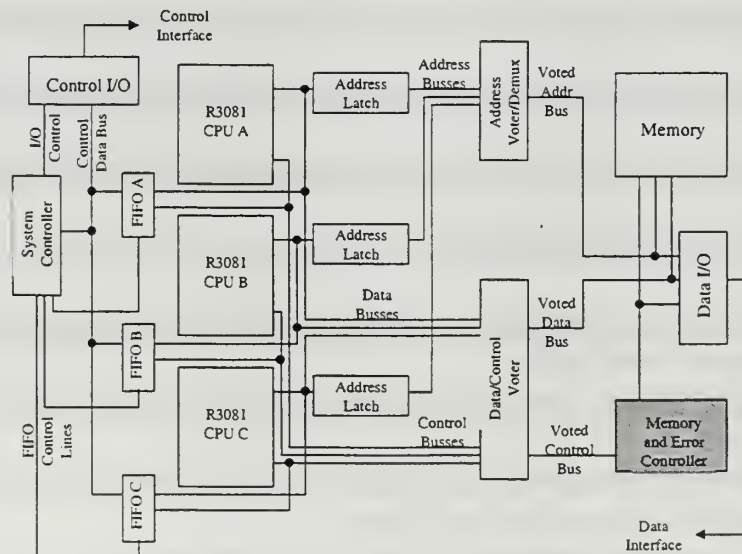 Control
Interface
Control I/O
I/O
Control
Control
Data Bus
System
Controller
FIFO A
R3081
CPU A
Address
Latch
Address
Busses
Address
Voter/Demux
Voted
Addr
Bus
Memory
R3081
CPU B
Address
Latch
Data
Busses
Data/Control
Voter
Voted
Data
Bus
Data I/O
FIFO B
R3081
CPU C
Address
Latch
Control
Busses
Voted
Control
Bus
Memory
and Error
Controller
FIFO
Control
Lines
FIFO C
Data
Interface